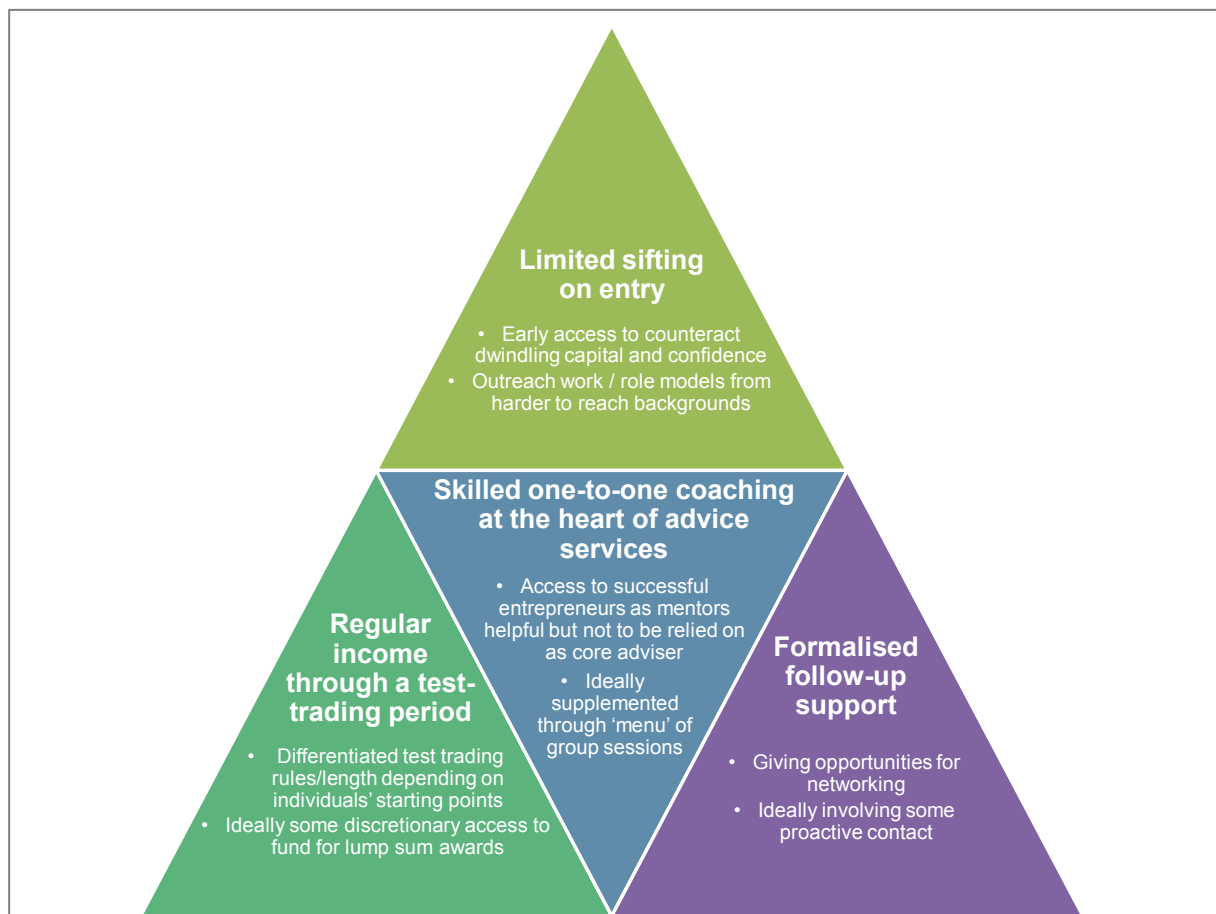 Limited sifting
on entry
• Early access to counteract
dwindling capital and confidence
• Outreach work / role models from
harder to reach backgrounds
Skilled one-to-one coaching
at the heart of advice
services
• Access to successful
entrepreneurs as mentors
helpful but not to be relied on
as core adviser
• Ideally
supplemented
through ‘menu’ of
group sessions
Regular
income
through a test-
trading period
• Differentiated test trading
rules/length depending on
individuals’ starting points
• Ideally some discretionary access to
fund for lump sum awards
Formalised
follow-up
support
• Giving opportunities for
networking
• Ideally involving some
proactive contact